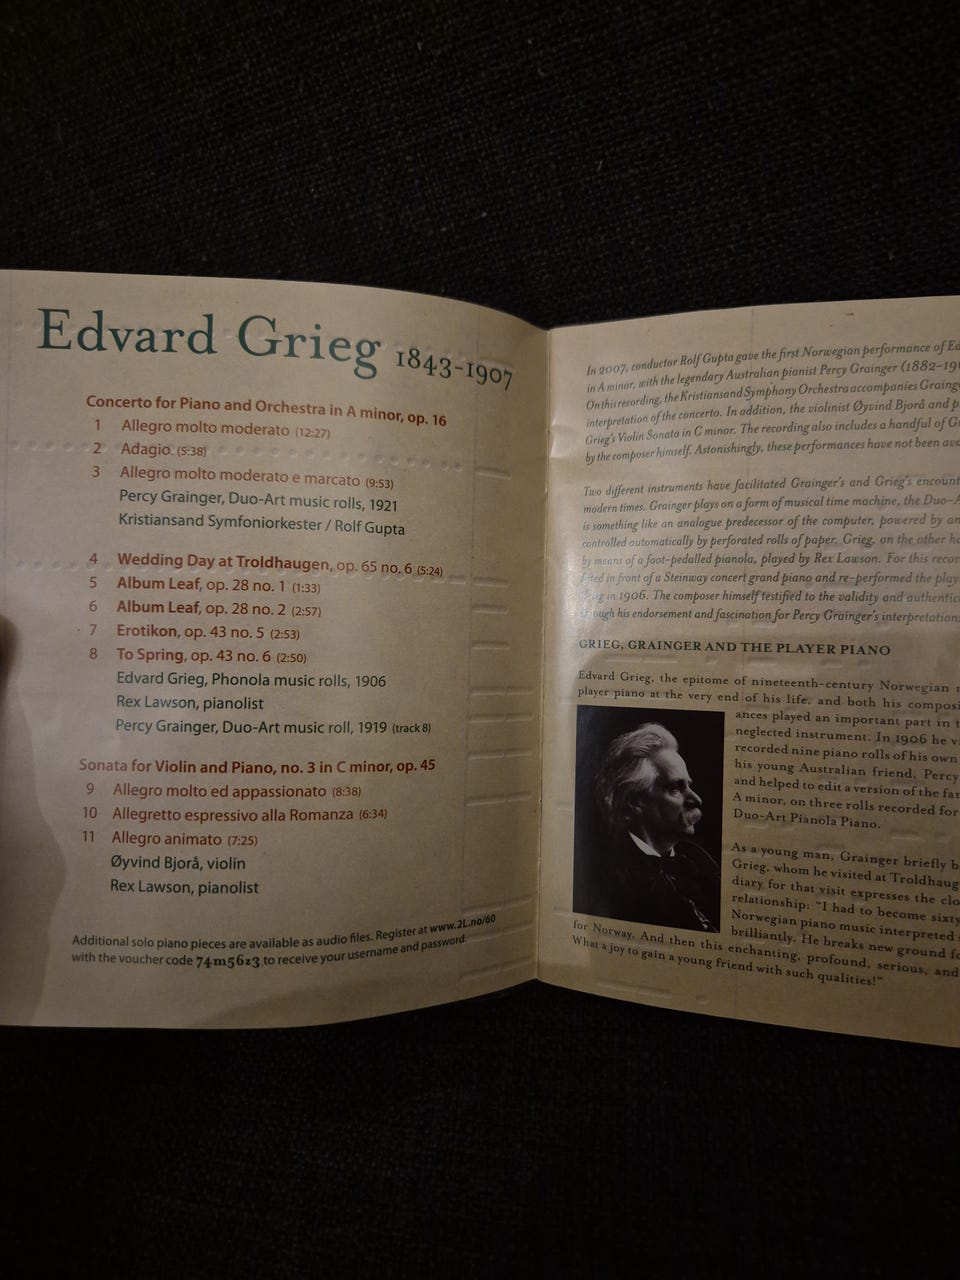 Edvard Grieg 1843-1907
Concerto for Piano and Orchestra in A minor, op. 16
1 Allegro molto moderato (12:27)
2 Adagio (5:38)
3 Allegro molto moderato e marcato (9:53)
Percy Grainger, Duo-Art music rolls, 1921
Kristiansand Symfoniorkester / Rolf Gupta
4 Wedding Day at Troldhaugen, op. 65 no. 6 (5:24)
5 Album Leaf, op. 28 no. 1 (1:33)
6 Album Leaf, op. 28 no. 2 (2:57)
7 Erotikon, op. 43 no. 5 (2:53)
8 To Spring, op. 43 no. 6 (2:50)
Edvard Grieg, Phonola music rolls, 1906
Rex Lawson, pianolist
Percy Grainger, Duo-Art music roll, 1919 (track 8)
Sonata for Violin and Piano, no. 3 in C minor, op. 45
9 Allegro molto ed appassionato (8:38)
10 Allegretto espressivo alla Romanza (6:34)
11 Allegro animato (7:25)
Øyvind Bjorå, violin
Rex Lawson, pianolist
Additional solo piano pieces are available as audio files. Register at www.2L.no/60
with the voucher code 74m56z3 to receive your username and password.
In 2007, conductor Rolf Gupta gave the first Norwegian performance of Ed
in A minor, with the legendary Australian pianist Percy Grainger (1882-19
On this recording, the Kristiansand Symphony Orchestra accompanies Grainge
interpretation of the concerto. In addition, the violinist Øyvind Bjorå and p
Grieg's Violin Sonata in C minor. The recording also includes a handful of G
by the composer himself. Astonishingly, these performances have not been ava
Two different instruments have facilitated Grainger's and Grieg's encount
modern times. Grainger plays on a form of musical time machine, the Duo-A
is something like an analogue predecessor of the computer, powered by an
controlled automatically by perforated rolls of paper. Grieg, on the other ha
by means of a foot-pedalled pianola, played by Rex Lawson. For this recor
in front of a Steinway concert grand piano and re-performed the play
in 1906. The composer himself testified to the validity and authentic
through his endorsement and fascination for Percy Grainger's interpretation
GRIEG, GRAINGER AND THE PLAYER PIANO
Edvard Grieg, the epitome of nineteenth-century Norwegian
player piano at the very end of his life, and both his composi
ances played an important part in t
neglected instrument. In 1906 he v
recorded nine piano rolls of his own
his young Australian friend, Percy
and helped to edit a version of the fa
A minor, on three rolls recorded for
Duo-Art Pianola Piano.
As a young man, Grainger briefly b
Grieg, whom he visited at Troldhaug
diary for that visit expresses the clo
relationship: "I had to become sixty
Norwegian piano music interpreted
brilliantly. He breaks new ground fo
for Norway. And then this enchanting, profound, serious, and
What a joy to gain a young friend with such qualities!"